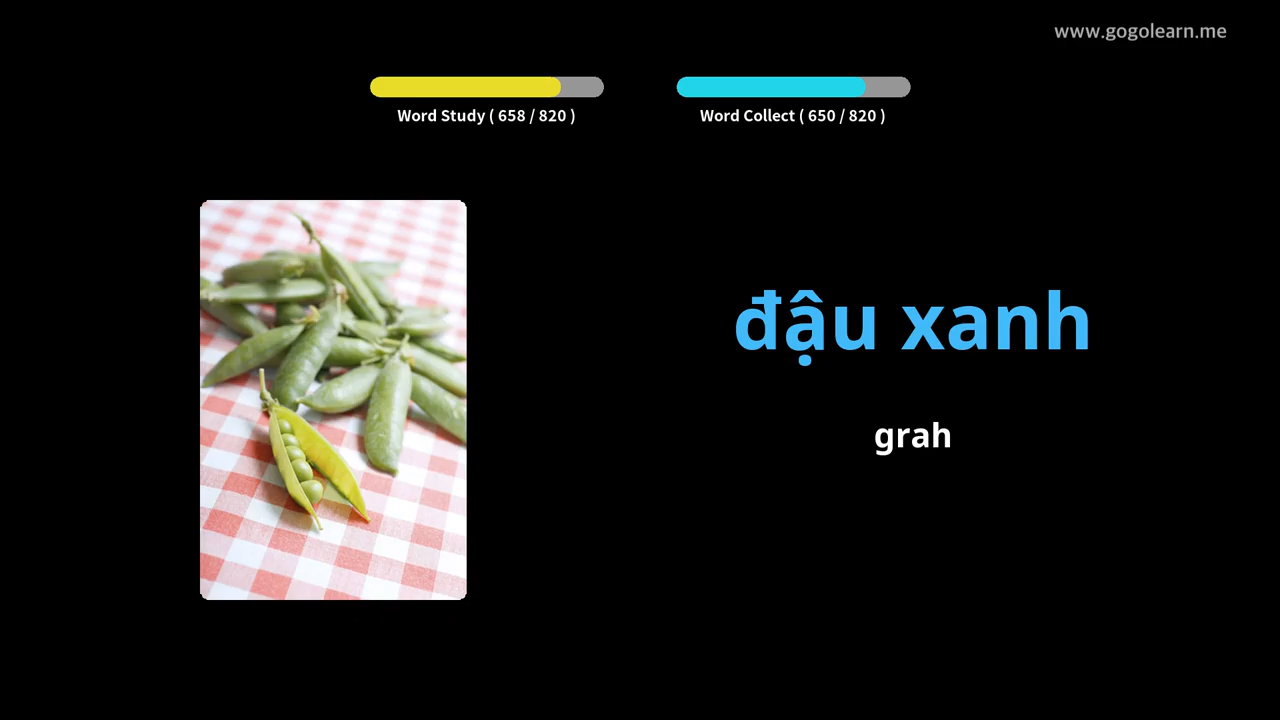 www.gogolearn.me
Word Study ( 658 / 820 )
Word Collect ( 650 / 820 )
đậu xanh
grah